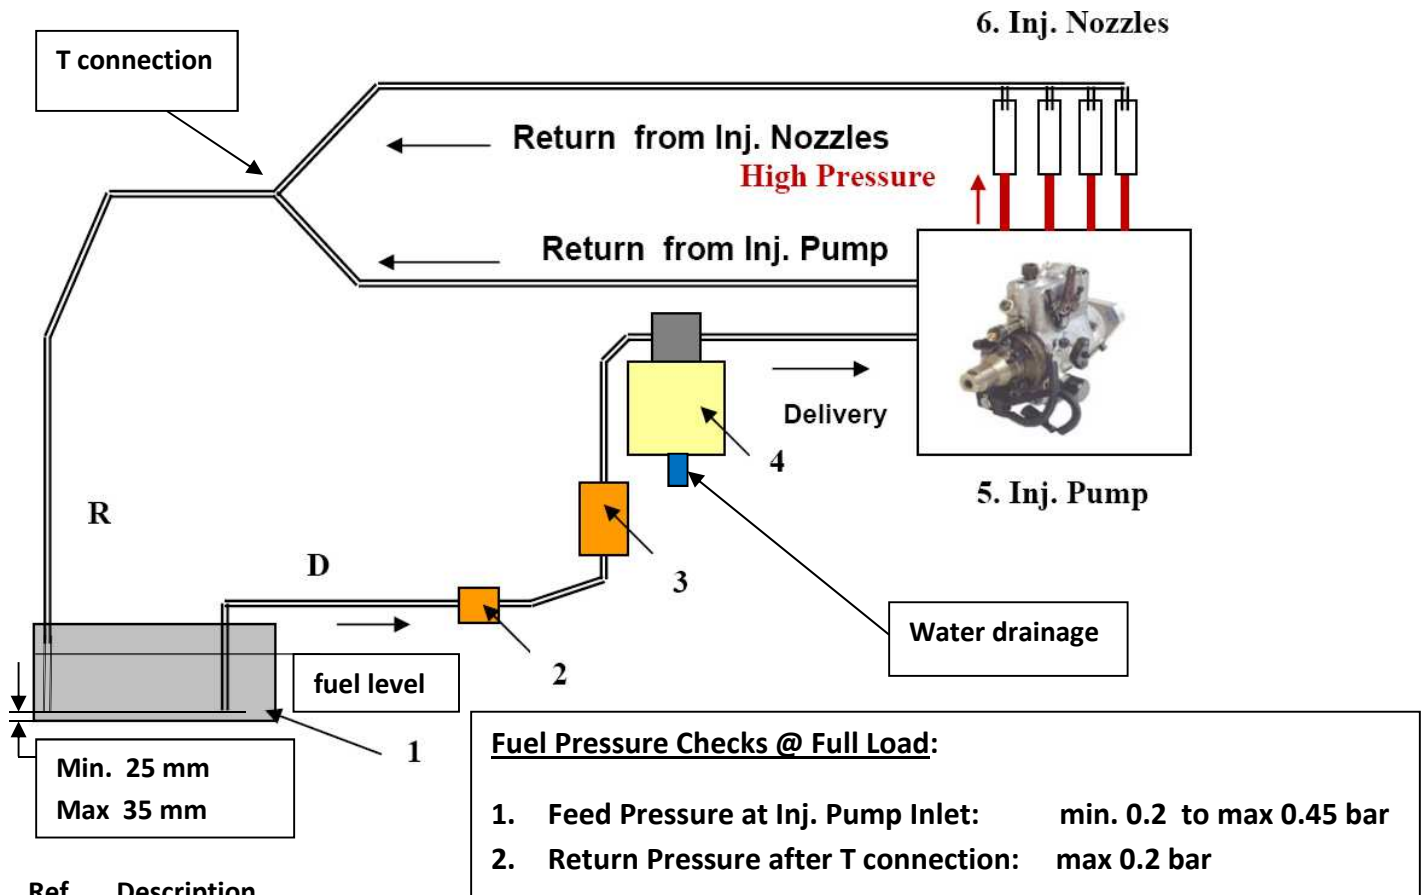 6. Inj. Nozzles
T connection
Return from Inj. Nozzles
High Pressure
Return from Inj. Pump
Delivery
4
5. Inj. Pump
R
D
3
2
Water drainage
fuel level
1
Min. 25 mm
Max 35 mm
Fuel Pressure Checks @ Full Load:
1. Feed Pressure at Inj. Pump Inlet: min. 0.2 to max 0.45 bar
2. Return Pressure after T connection: max 0.2 bar
Ref Description